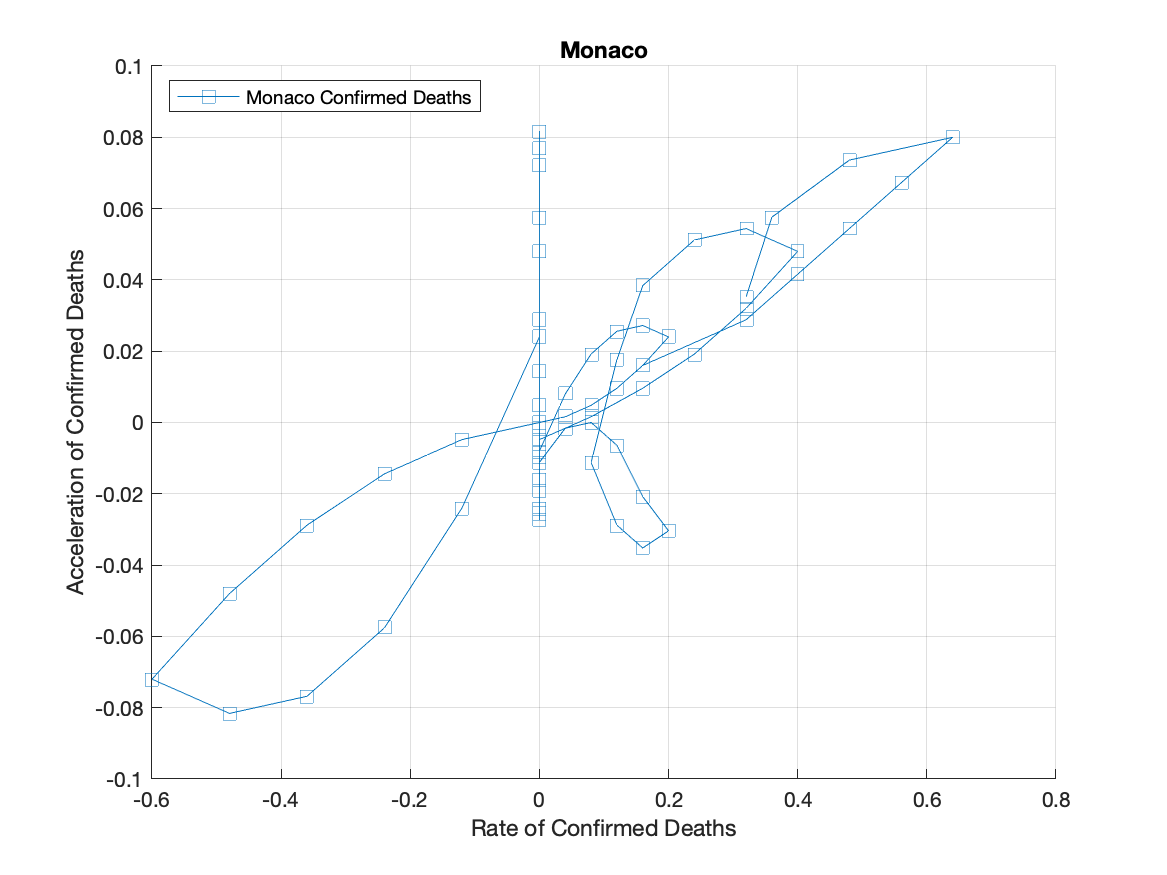 Monaco
Monaco Confirmed Deaths
0.1
0.08
0.06
0.04
0.02
0
-0.02
-0.04
-0.06
-0.08
-0.1
Acceleration of Confirmed Deaths
-0.6 -0.4 -0.2 0 0.2 0.4 0.6 0.8
Rate of Confirmed Deaths